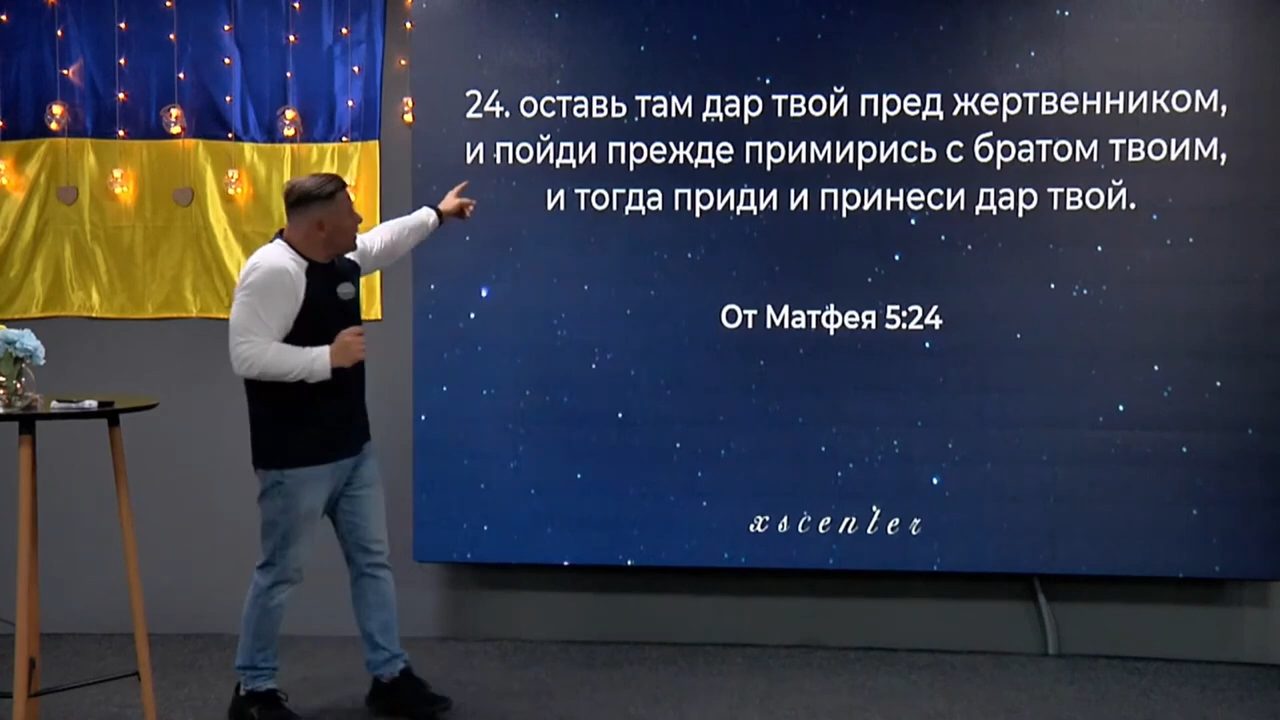 24. оставь там дар твой пред жертвенником,
и пойди прежде примирись с братом твоим,
и тогда приди и принеси дар твой.
От Матфея 5:24
xscenter